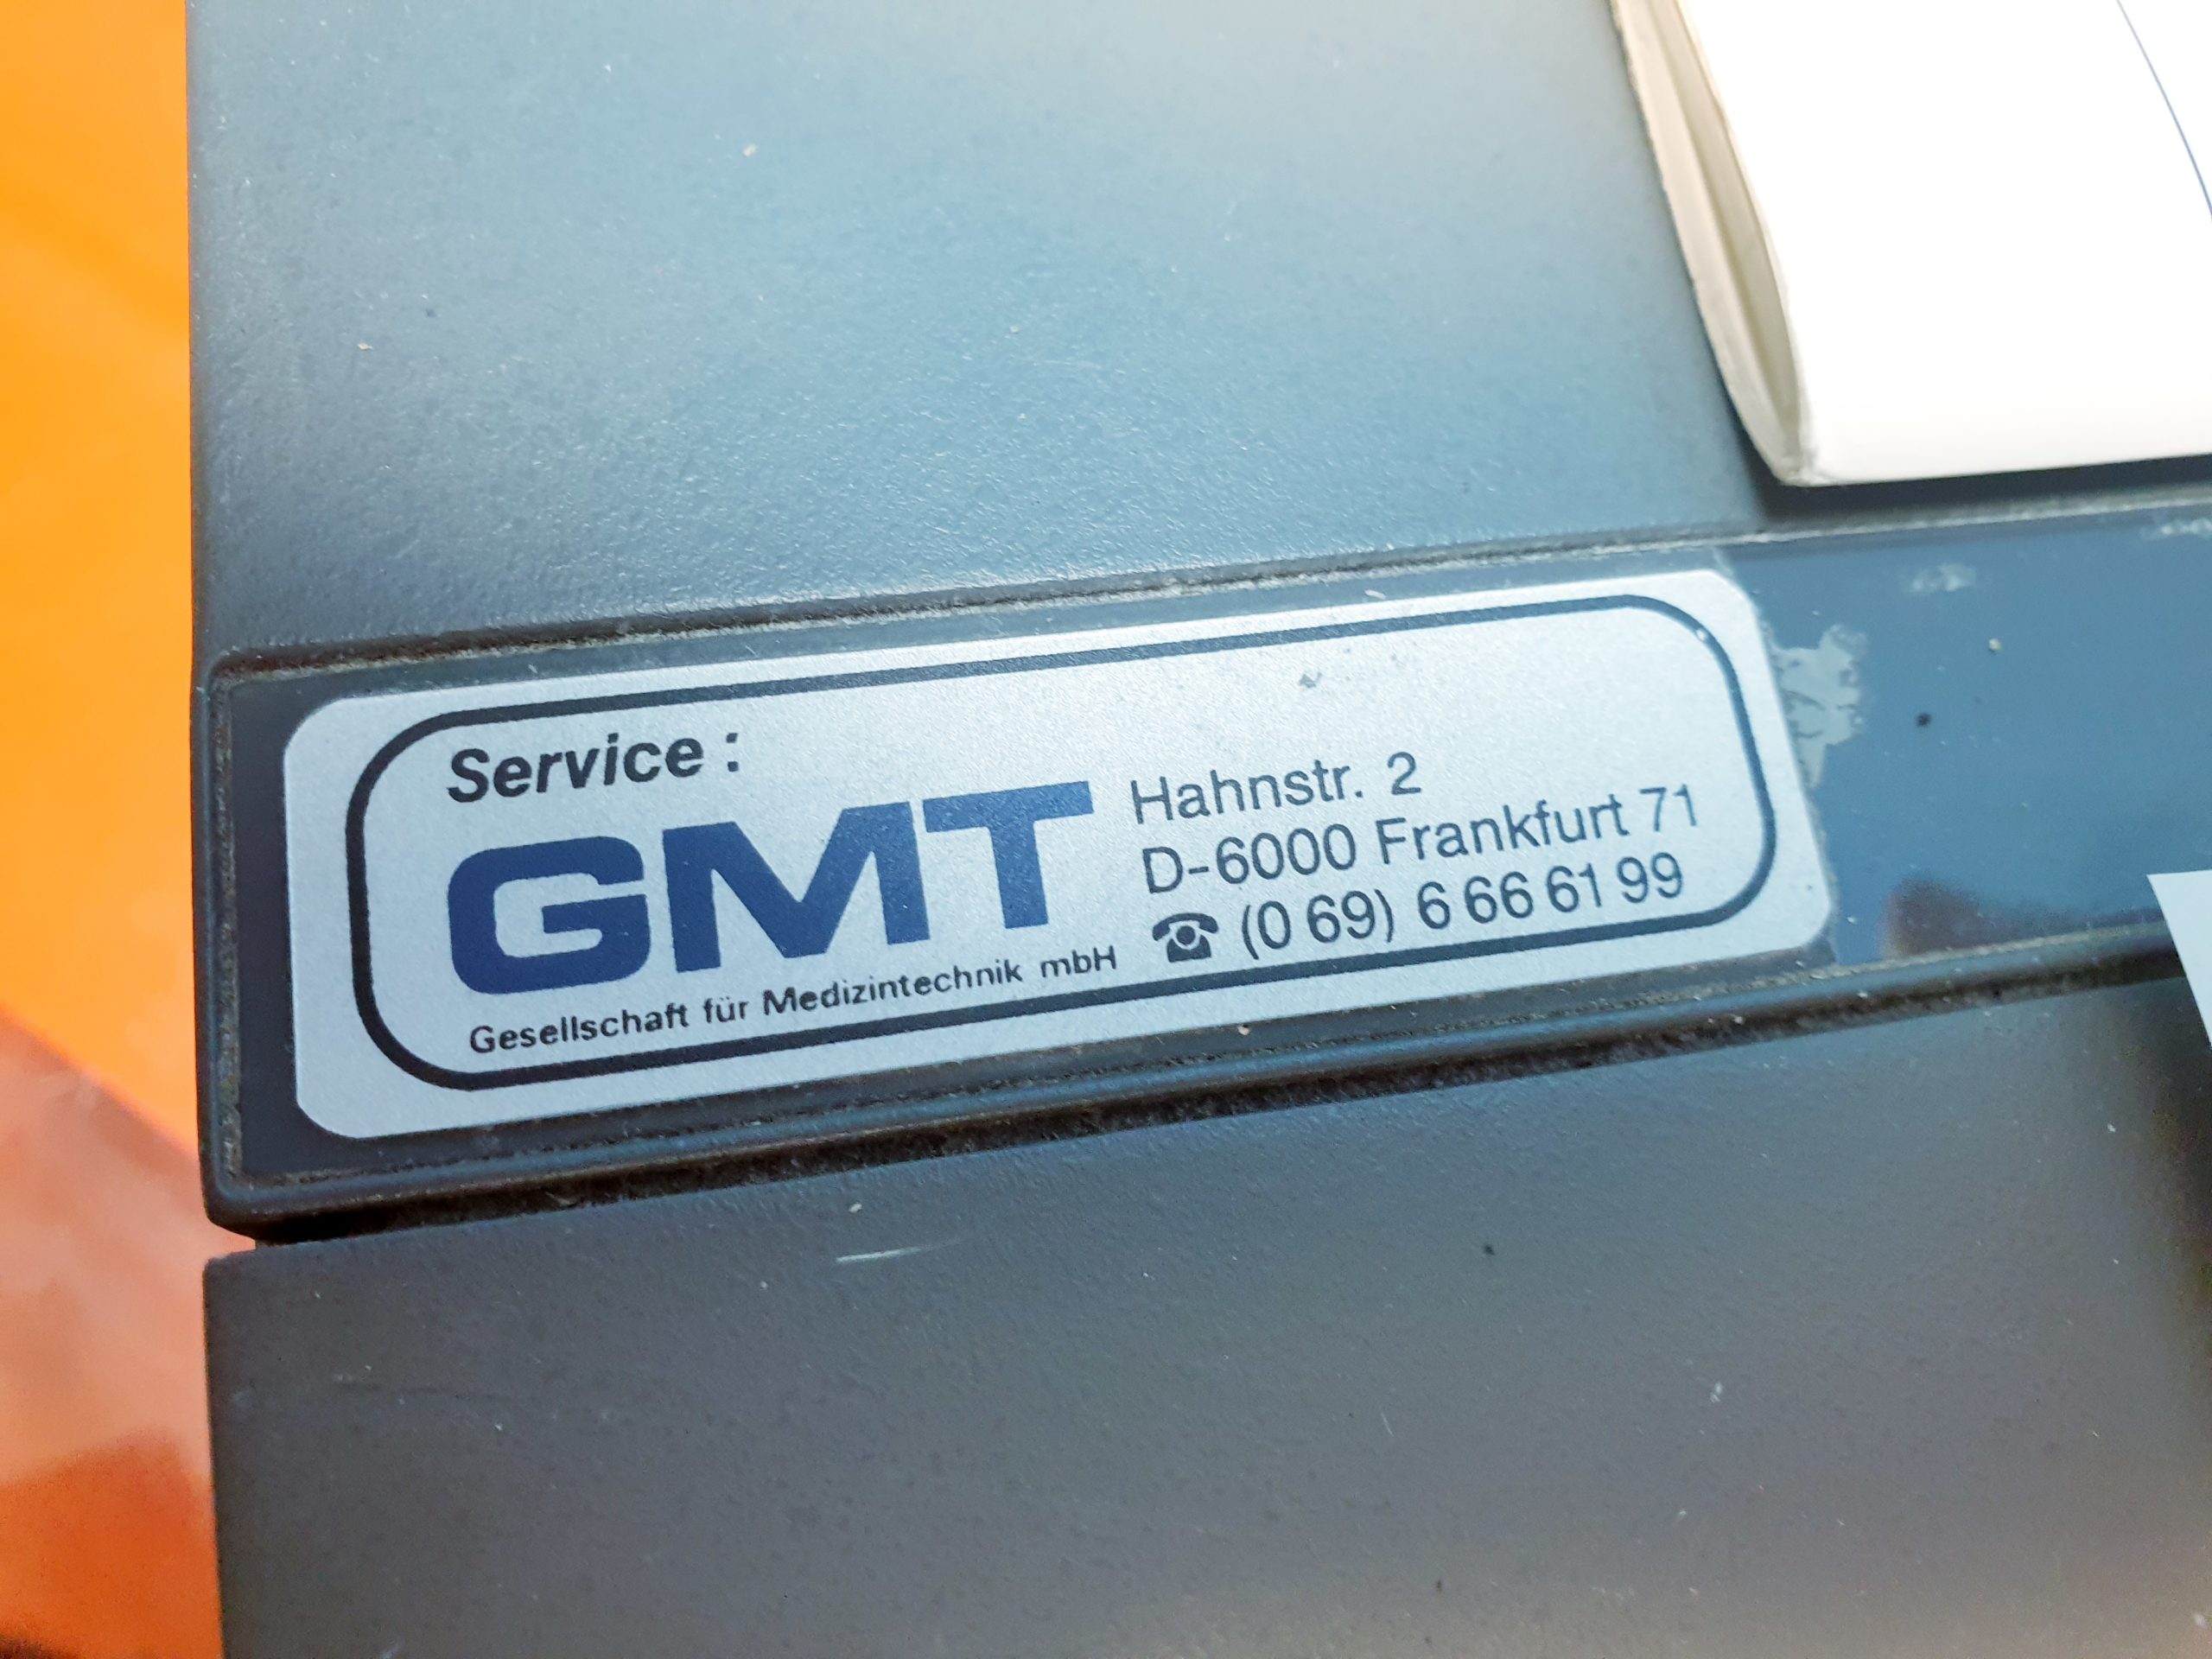 Service :
GMT
Gesellschaft für Medizintechnik mbH
Hahnstr. 2
D-6000 Frankfurt 71
☎ (0 69) 6 66 61 99